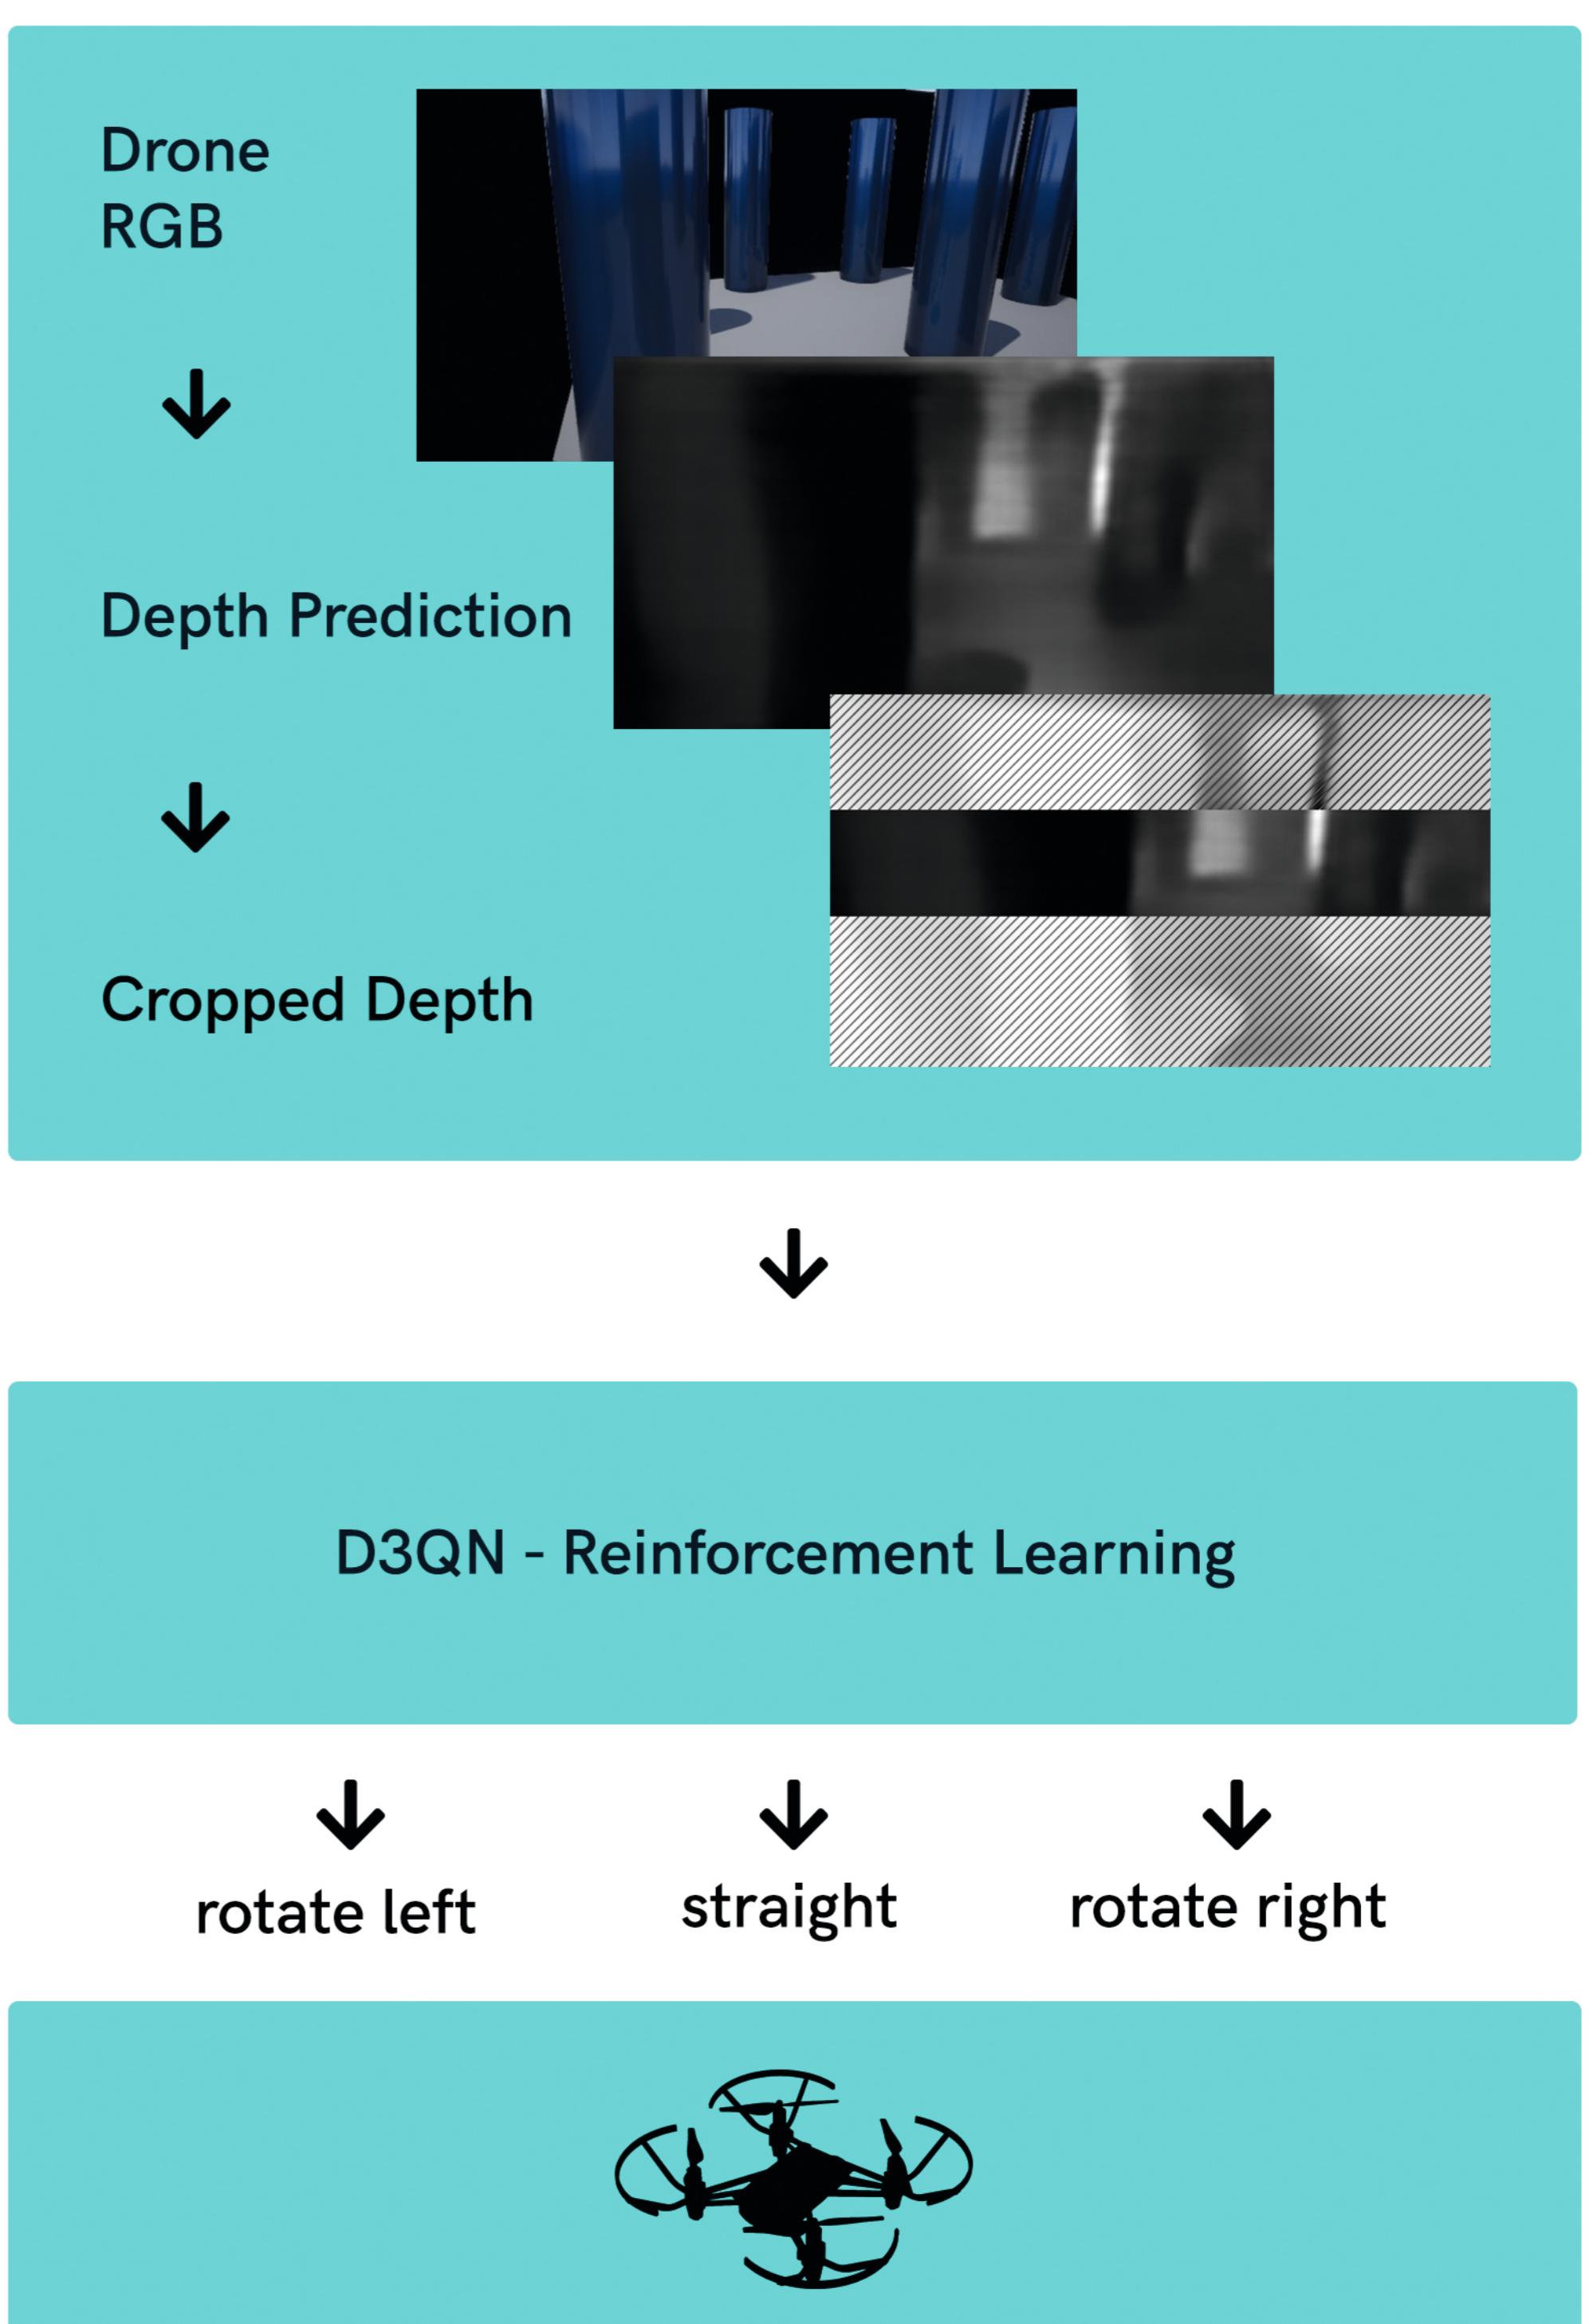 Drone
RGB
Depth Prediction
Cropped Depth
D3QN - Reinforcement Learning
rotate left
straight
rotate right